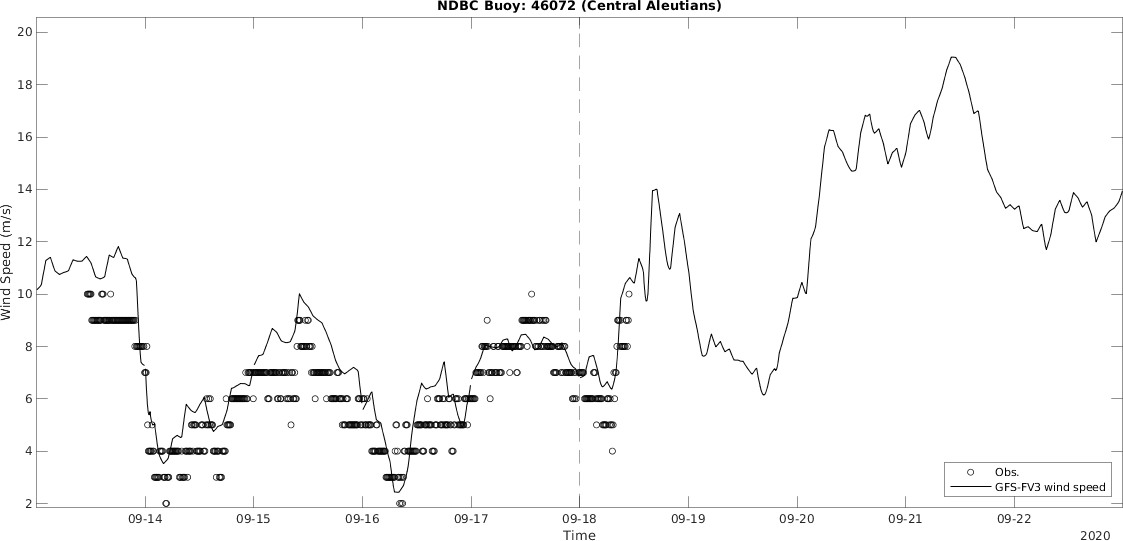 NDBC Buoy: 46072 (Central Aleutians)
20
18
16
14
12
10
8
6
4
2
Wind Speed (m/s)
Obs.
GFS-FV3 wind speed
09-14 09-15 09-16 09-17 09-18 09-19 09-20 09-21 09-22
Time
2020